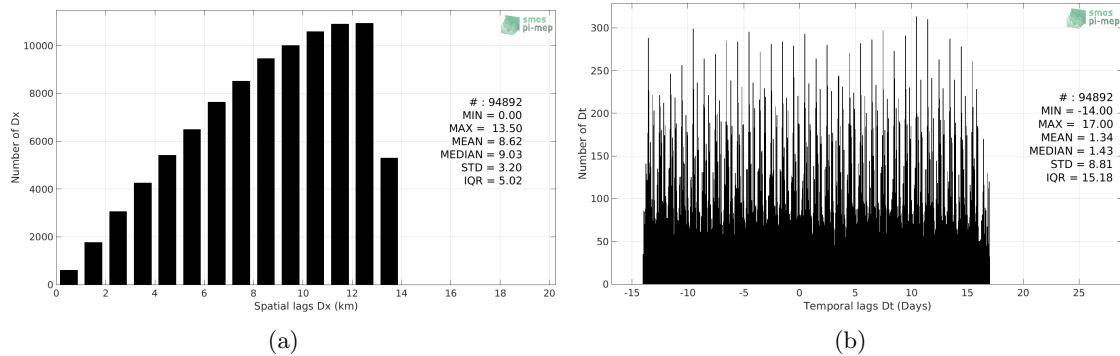 smos
pi-mep
Number of Dx
10000
8000
6000
4000
2000
0
# : 94892
MIN = 0.00
MAX = 13.50
MEAN = 8.62
MEDIAN = 9.03
STD = 3.20
IQR = 5.02
0 2 4 6 8 10 12 14 16 18 20
Spatial lags Dx (km)
(a)
smos
pi-mep
Number of Dt
300
250
200
150
100
50
0
# : 94892
MIN = -14.00
MAX = 17.00
MEAN = 1.34
MEDIAN = 1.43
STD = 8.81
IQR = 15.18
-15 -10 -5 0 5 10 15 20 25
Temporal lags Dt (Days)
(b)